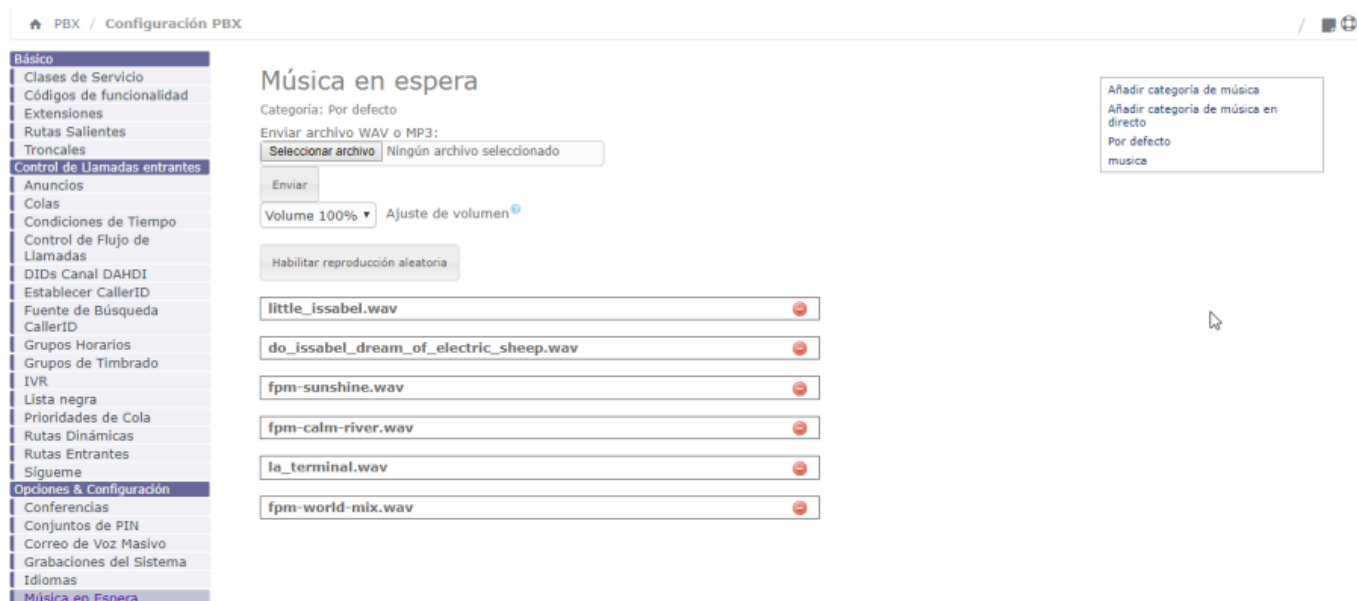 PBX / Configuración PBX
/
Básico
Clases de Servicio
Códigos de funcionalidad
Extensiones
Rutas Salientes
Troncales
Control de Llamadas entrantes
Anuncios
Colas
Condiciones de Tiempo
Control de Flujo de
Llamadas
DIDs Canal DAHDI
Establecer CallerID
Fuente de Búsqueda
CallerID
Grupos Horarios
Grupos de Timbrado
IVR
Lista negra
Prioridades de Cola
Rutas Dinámicas
Rutas Entrantes
Sígueme
Opciones & Configuración
Conferencias
Conjuntos de PIN
Correo de Voz Masivo
Grabaciones del Sistema
Idiomas
Música en Espera
Música en espera
Categoría: Por defecto
Enviar archivo WAV o MP3:
Seleccionar archivo Ningún archivo seleccionado
Enviar
Volume 100% Ajuste de volumen
Habilitar reproducción aleatoria
little_issabel.wav
do_issabel_dream_of_electric_sheep.wav
fpm-sunshine.wav
fpm-calm-river.wav
la_terminal.wav
fpm-world-mix.wav
Añadir categoría de música
Añadir categoría de música en
directo
Por defecto
musica